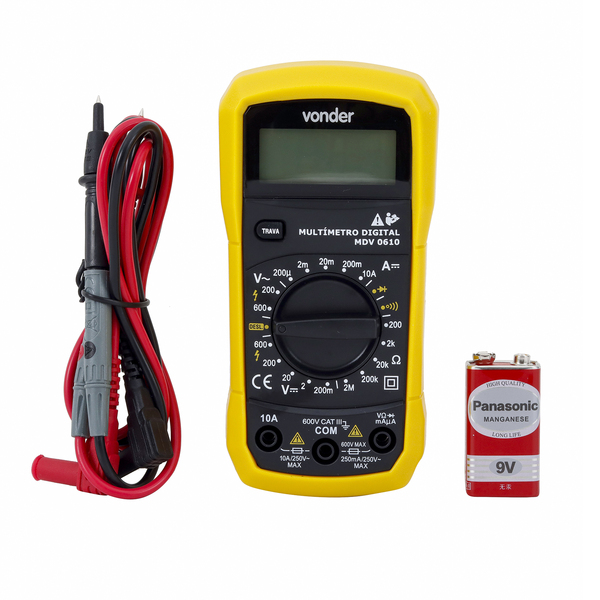 vonder
TRAVA
MULTÍMETRO DIGITAL
MDV 0610
200µ 2m 20m 200m 10A A
V~ 200 600
DESL.
600 200 20 2 200m V
200 2k 20k 200k 2M Ω
CE
10A
600V CAT III
COM
VΩ
mAµA
10A/250V~
MAX
600V MAX
250mA/250V~
MAX
HIGH QUALITY
Panasonic
MANGANESE
LONG LIFE
9V
无汞